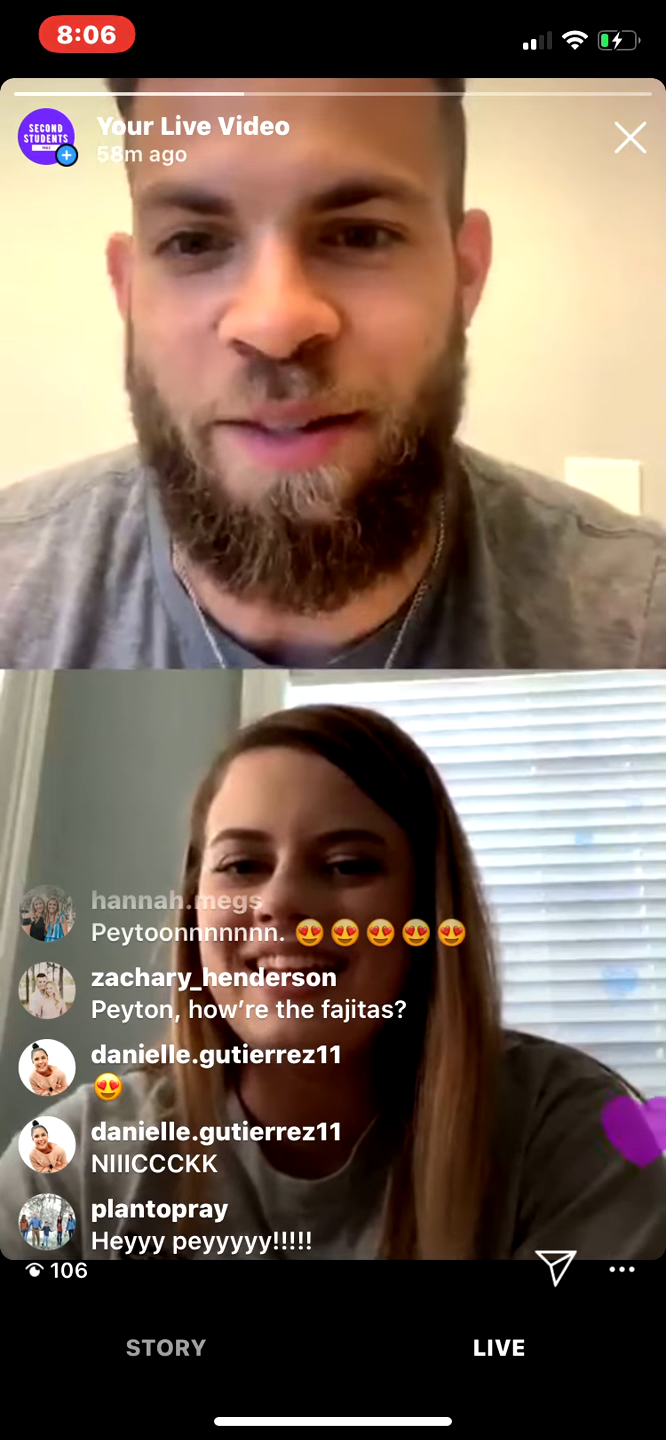 8:06
SECOND
STUDENTS
Your Live Video
58m ago
hannah.megs
Peytoonnnnnnn. 😍😍😍😍😍
zachary_henderson
Peyton, how’re the fajitas?
danielle.gutierrez11
😍
danielle.gutierrez11
NIIICCCKK
plantopray
Heyyy peyyyyy!!!!!
106
STORY
LIVE